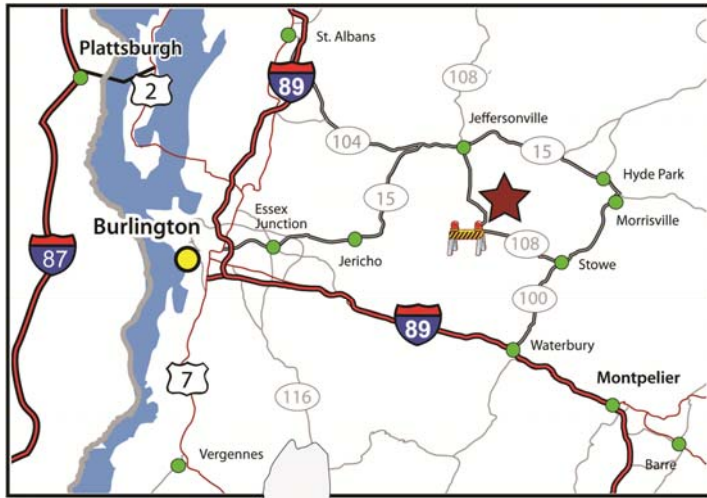 St. Albans
Plattsburgh
108
89
2
Jeffersonville
104
15
Hyde Park
15
Essex
Junction
Morrisville
Burlington
87
Jericho
108
Stowe
100
89
Waterbury
7
Montpelier
116
Vergennes
Barre